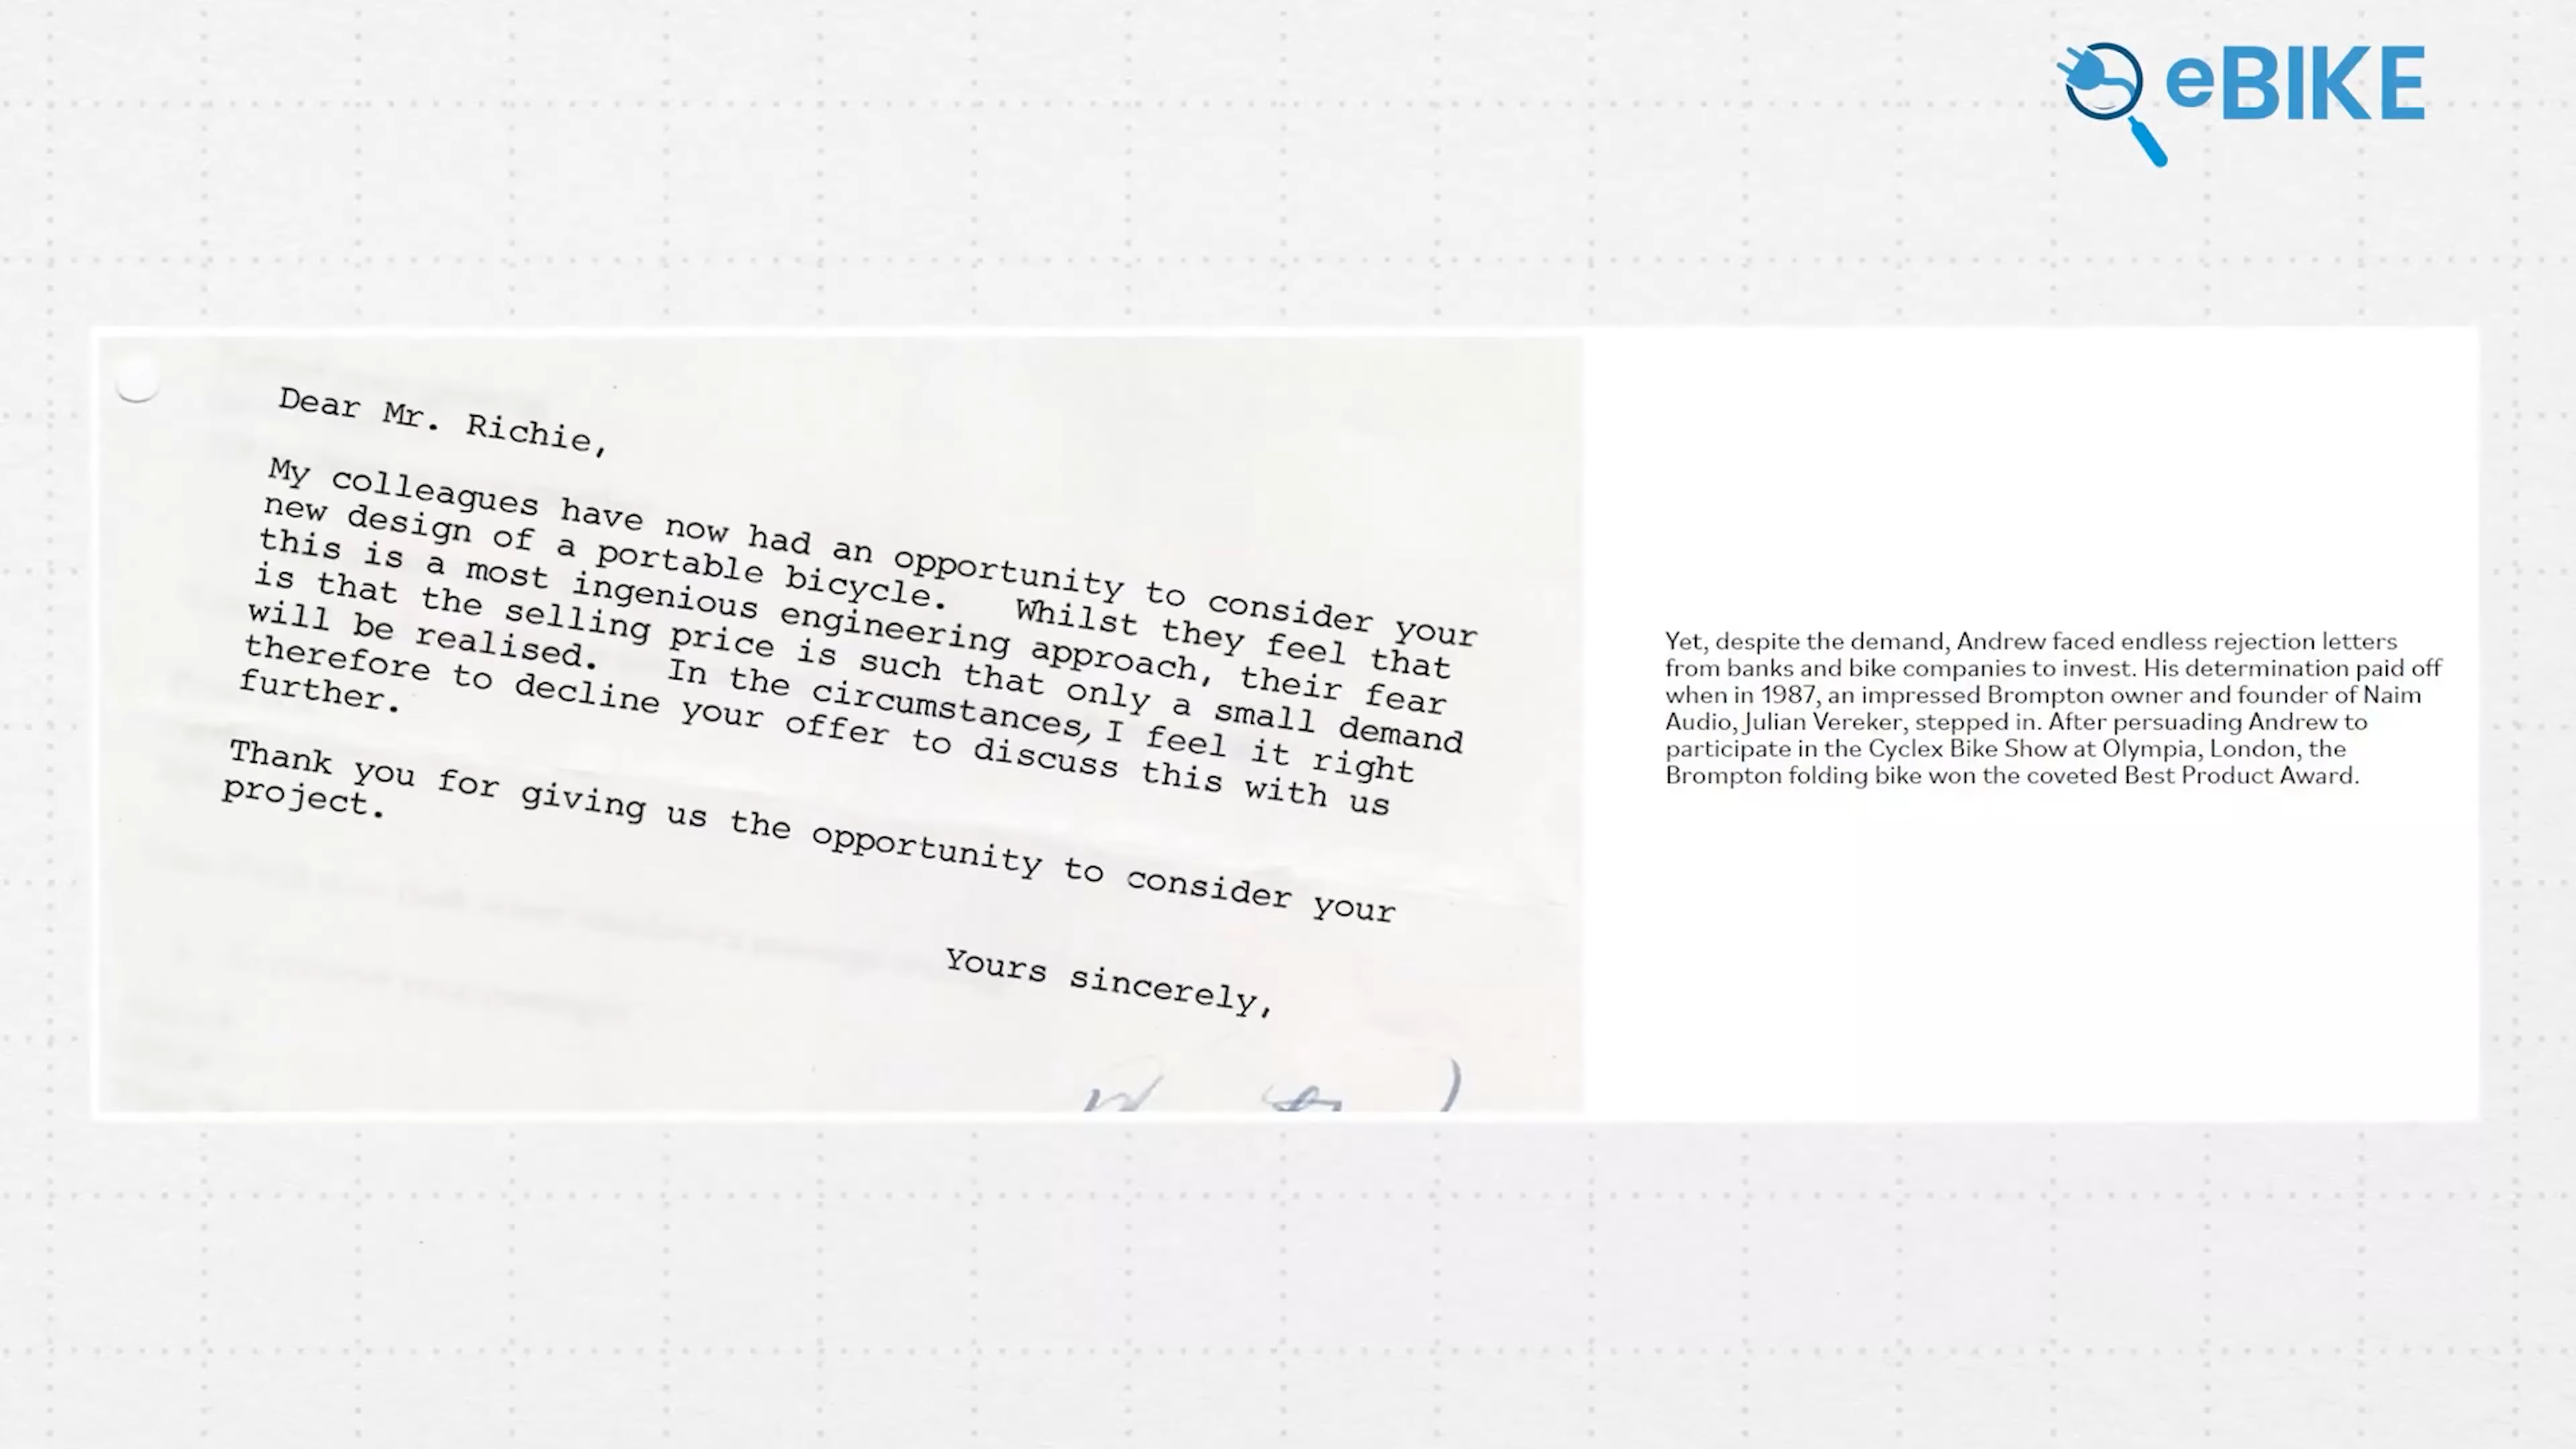 eBIKE
Dear Mr. Richie,
My colleagues have now had an opportunity to consider your
new design of a portable bicycle. Whilst they feel that
this is a most ingenious engineering approach, their fear
is that the selling price is such that only a small demand
will be realised. In the circumstances, I feel it right
therefore to decline your offer to discuss this with us
further.
Thank you for giving us the opportunity to consider your
project.
Yours sincerely,
Yet, despite the demand, Andrew faced endless rejection letters
from banks and bike companies to invest. His determination paid off
when in 1987, an impressed Brompton owner and founder of Naim
Audio, Julian Vereker, stepped in. After persuading Andrew to
participate in the Cyclex Bike Show at Olympia, London, the
Brompton folding bike won the coveted Best Product Award.